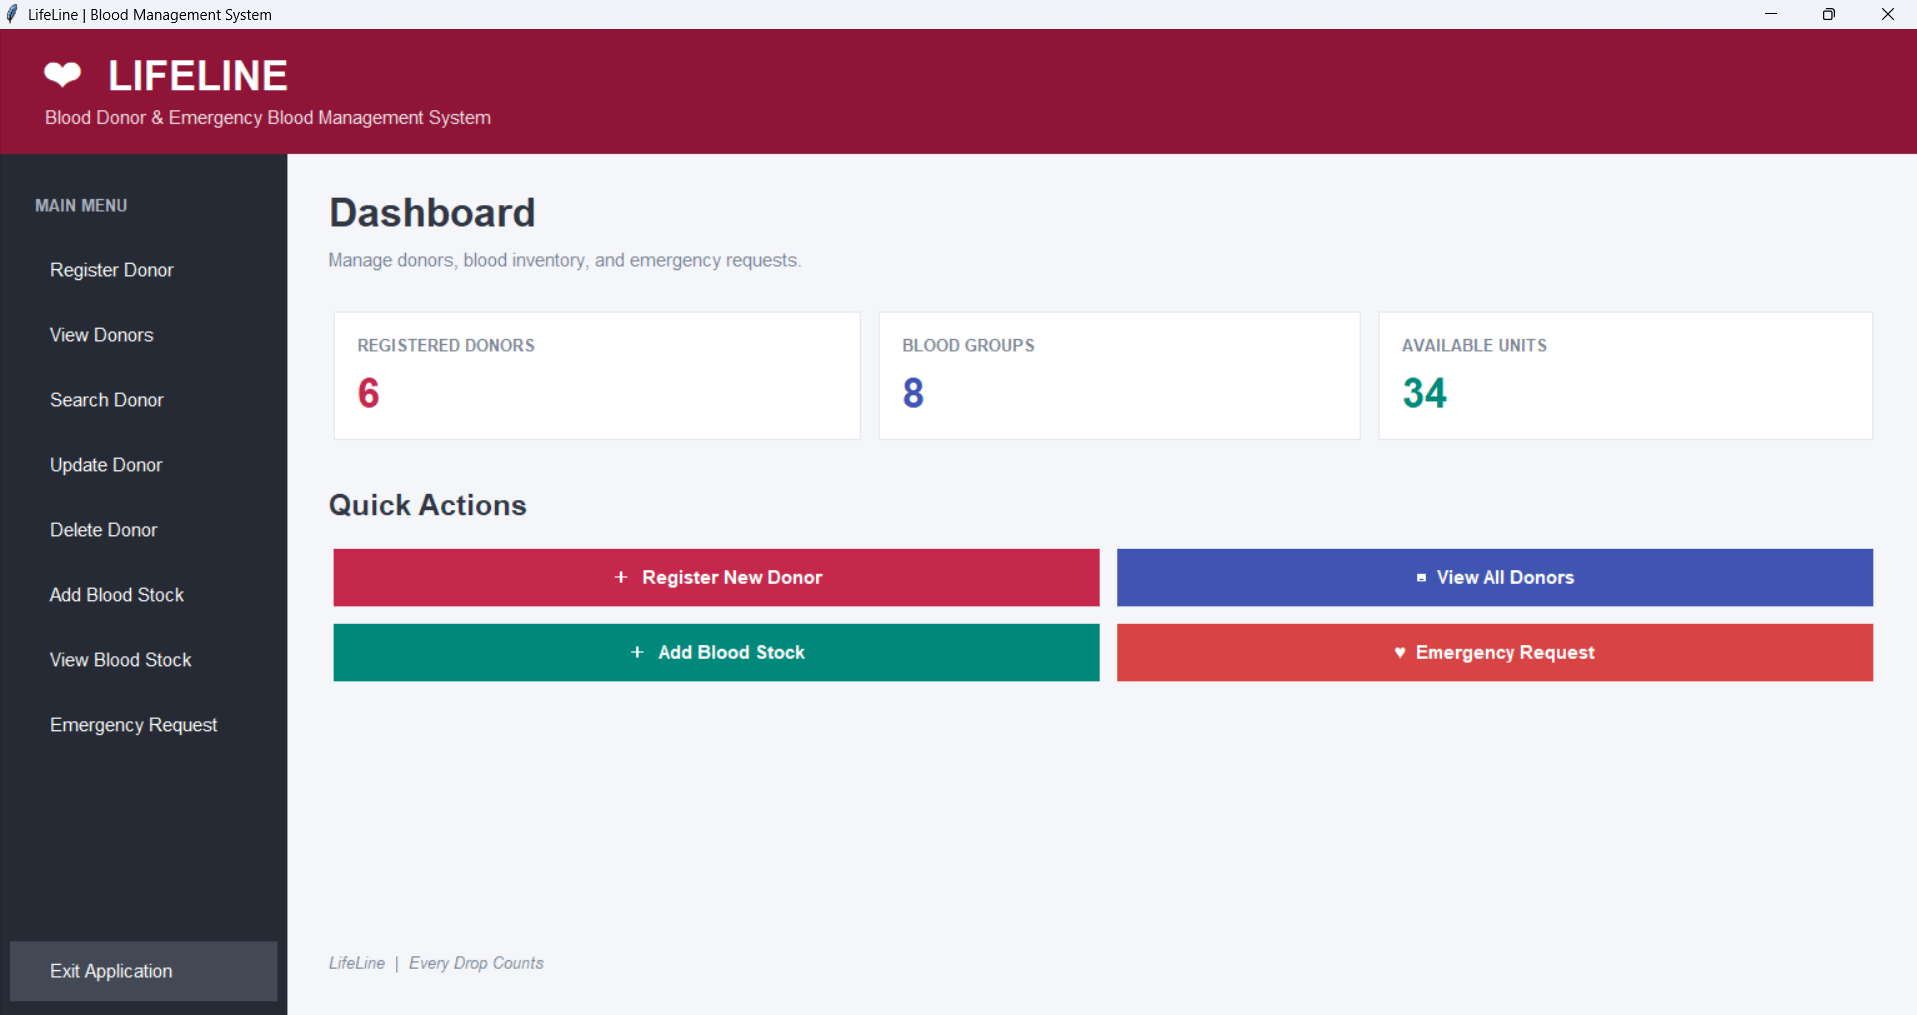 LifeLine | Blood Management System
❤ LIFELINE
Blood Donor & Emergency Blood Management System
MAIN MENU
Register Donor
View Donors
Search Donor
Update Donor
Delete Donor
Add Blood Stock
View Blood Stock
Emergency Request
Exit Application
Dashboard
Manage donors, blood inventory, and emergency requests.
REGISTERED DONORS
6
BLOOD GROUPS
8
AVAILABLE UNITS
34
Quick Actions
+ Register New Donor
View All Donors
+ Add Blood Stock
♥ Emergency Request
LifeLine | Every Drop Counts